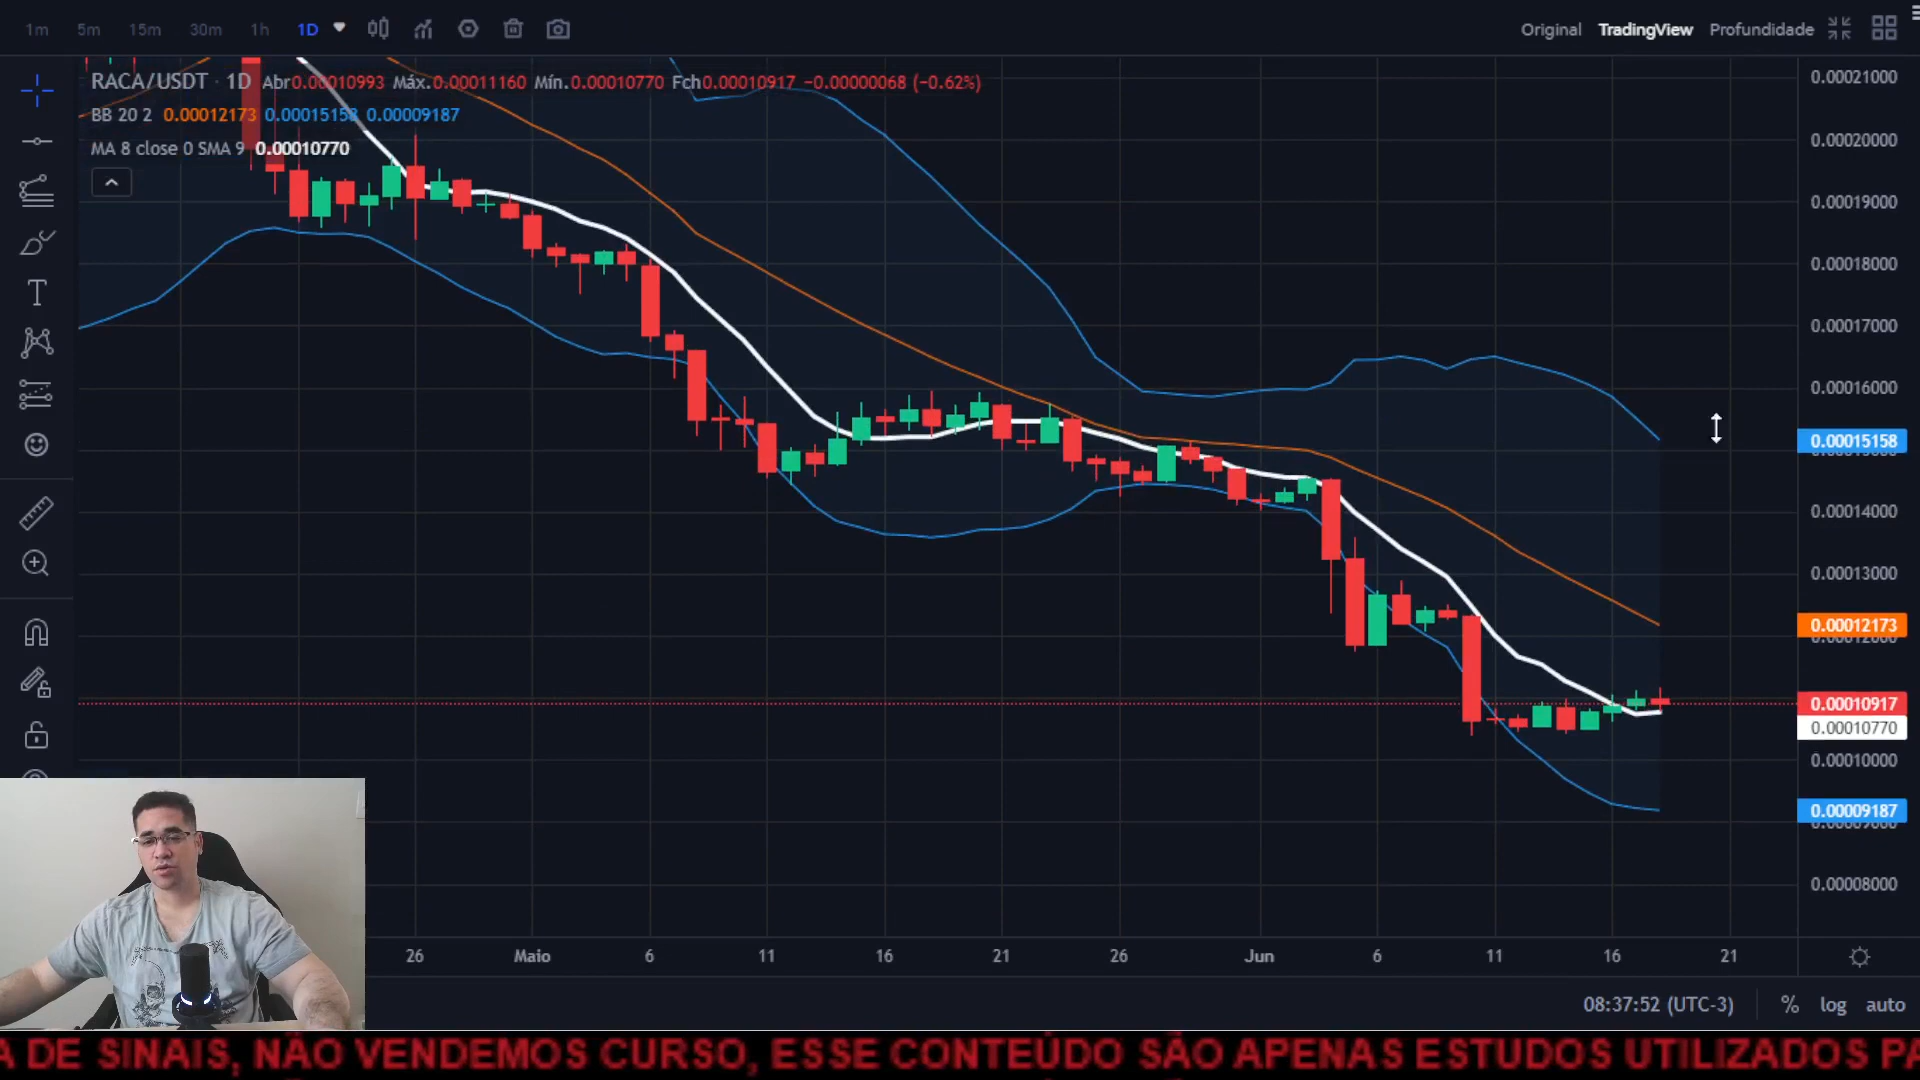 1m 5m 15m 30m 1h 1D
Original TradingView Profundidade
RACA/USDT · 1D Abr0.00010993 Máx.0.00011160 Mín.0.00010770 Fch0.00010917 −0.00000068 (−0.62%)
BB 20 2 0.00012173 0.00015158 0.00009187
MA 8 close 0 SMA 9 0.00010770
0.00021000
0.00020000
0.00019000
0.00018000
0.00017000
0.00016000
0.00015158
0.00014000
0.00013000
0.00012173
0.00010917
0.00010770
0.00010000
0.00009187
0.00008000
26 Maio 6 11 16 21 26 Jun 6 11 16 21
08:37:52 (UTC-3) % log auto
A DE SINAIS, NÃO VENDEMOS CURSO, ESSE CONTEÚDO SÃO APENAS ESTUDOS UTILIZADOS PA